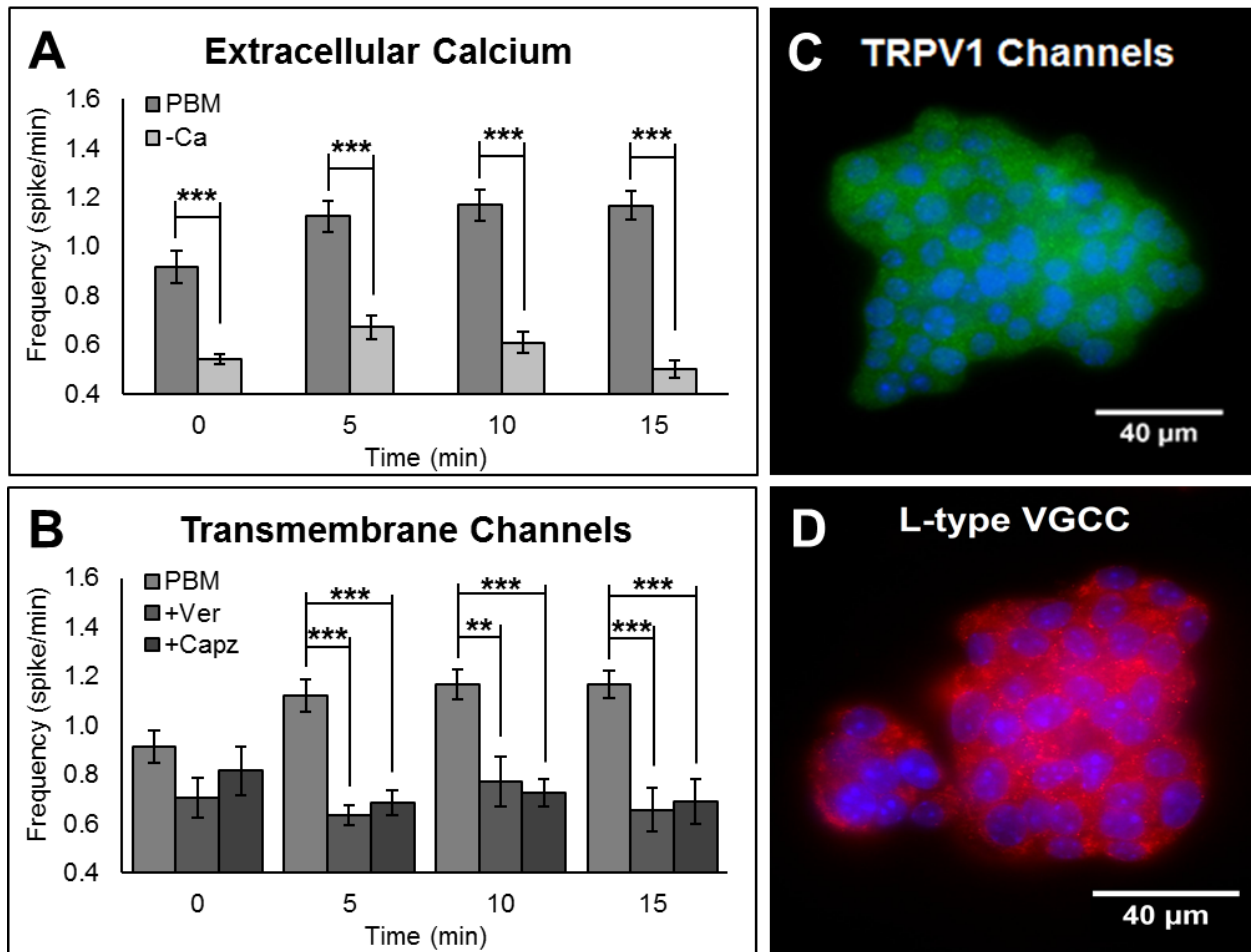 A
Extracellular Calcium
Frequency (spike/min)
1.6
1.4
1.2
1.0
0.8
0.6
0.4
PBM
-Ca
***
***
***
***
0 5 10 15
Time (min)
B
Transmembrane Channels
Frequency (spike/min)
1.6
1.4
1.2
1.0
0.8
0.6
0.4
PBM
+Ver
+Capz
***
***
***
**
***
***
0 5 10 15
Time (min)
C
TRPV1 Channels
40 µm
D
L-type VGCC
40 µm